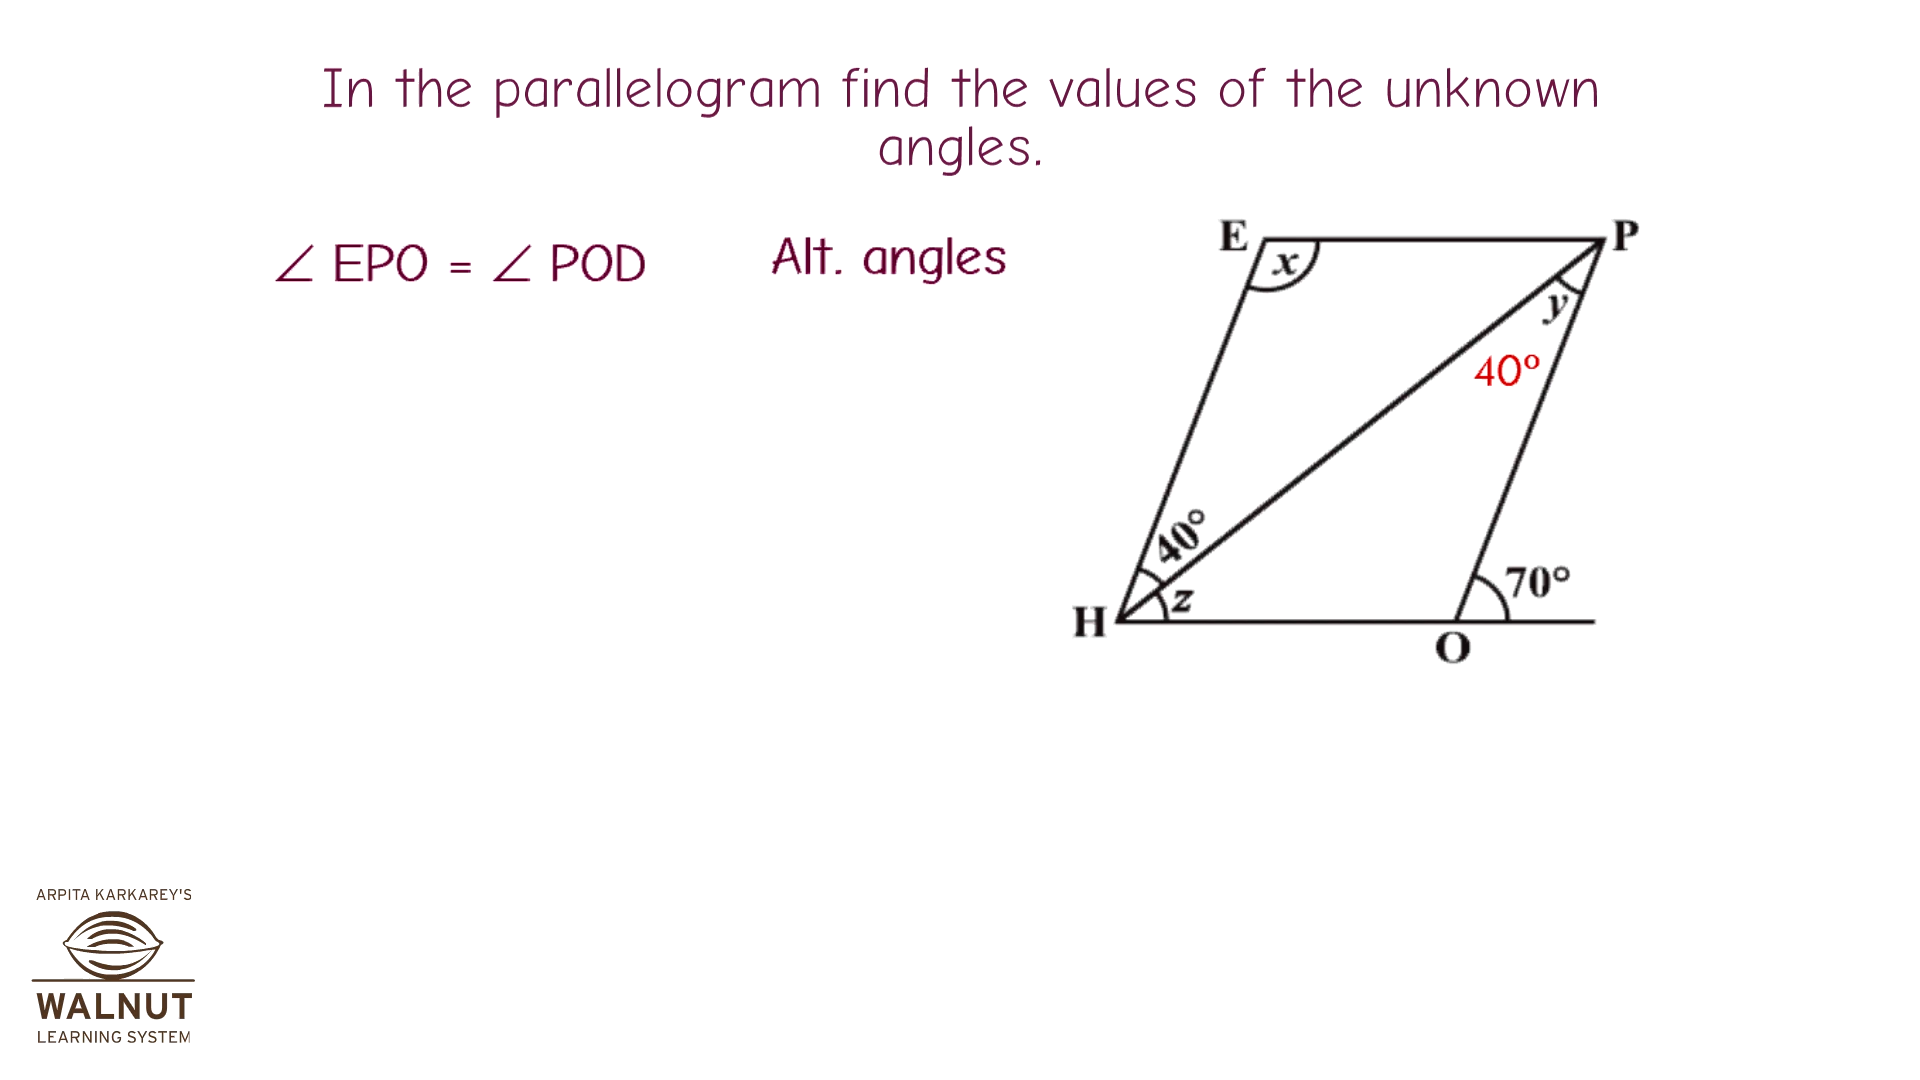 In the parallelogram find the values of the unknown
angles.
∠ EPO = ∠ POD
Alt. angles
E
P
x
y
40°
40°
z
70°
H
O
ARPITA KARKAREY'S
WALNUT
LEARNING SYSTEM